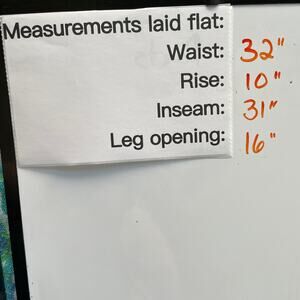 Measurements laid flat:
Waist: 32"
Rise: 10"
Inseam: 31"
Leg opening: 16"